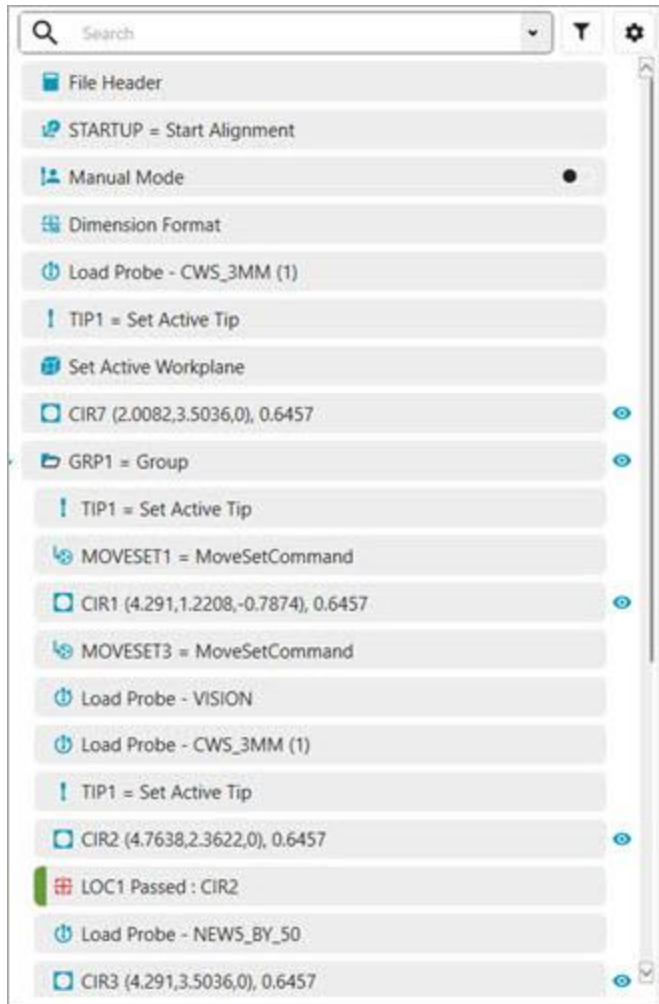 Search
File Header
STARTUP = Start Alignment
Manual Mode
Dimension Format
Load Probe - CWS_3MM (1)
TIP1 = Set Active Tip
Set Active Workplane
CIR7 (2.0082,3.5036,0), 0.6457
GRP1 = Group
TIP1 = Set Active Tip
MOVESET1 = MoveSetCommand
CIR1 (4.291,1.2208,-0.7874), 0.6457
MOVESET3 = MoveSetCommand
Load Probe - VISION
Load Probe - CWS_3MM (1)
TIP1 = Set Active Tip
CIR2 (4.7638,2.3622,0), 0.6457
LOC1 Passed : CIR2
Load Probe - NEW5_BY_50
CIR3 (4.291,3.5036,0), 0.6457